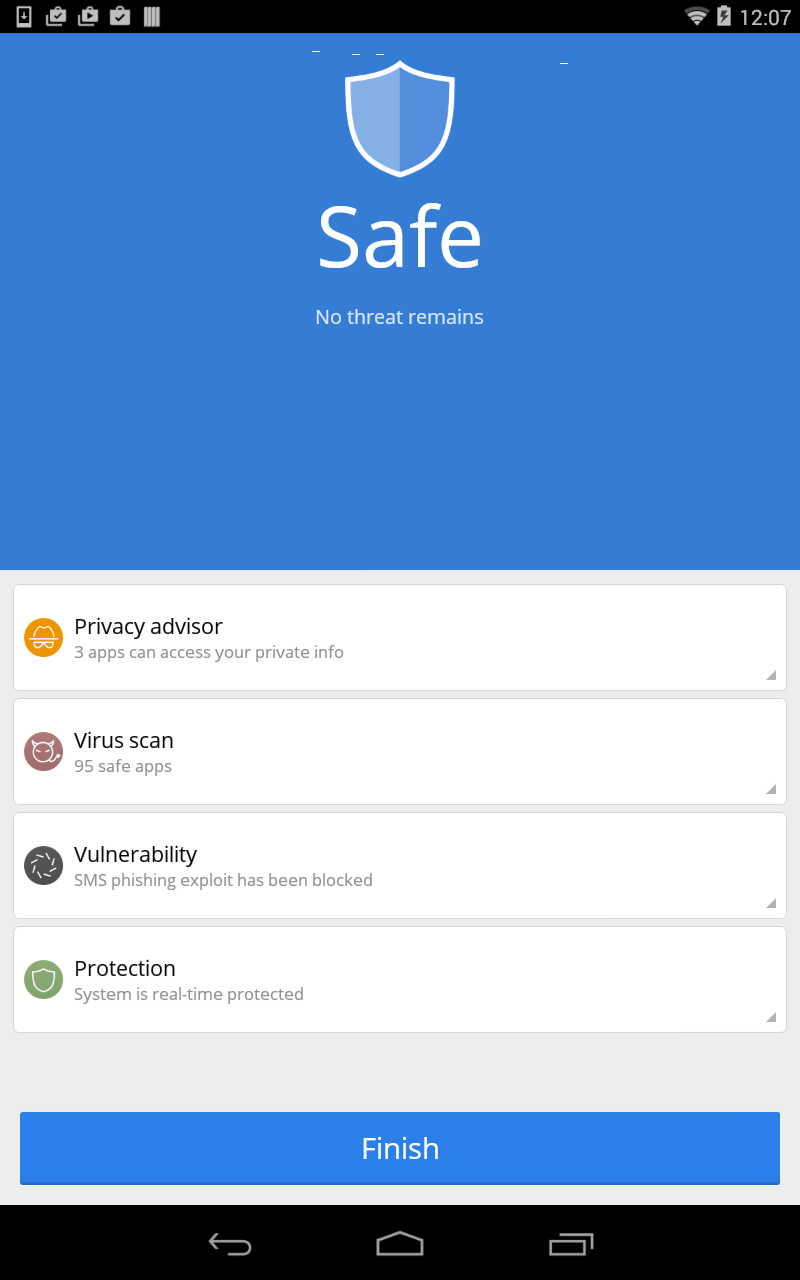 12:07
Safe
No threat remains
Privacy advisor
3 apps can access your private info
Virus scan
95 safe apps
Vulnerability
SMS phishing exploit has been blocked
Protection
System is real-time protected
Finish